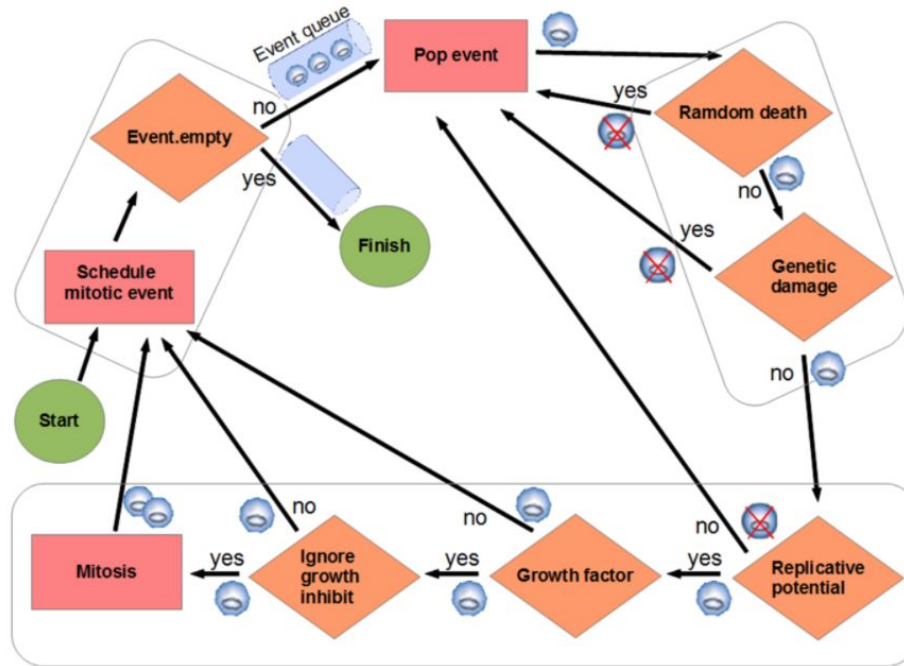 Event queue
Pop event
no
yes
Ramdom death
Event.empty
yes
no
Finish
yes
Schedule
mitotic event
Genetic
damage
no
Start
no
no
no
yes
yes
yes
Mitosis
Ignore
growth
inhibit
Growth factor
Replicative
potential